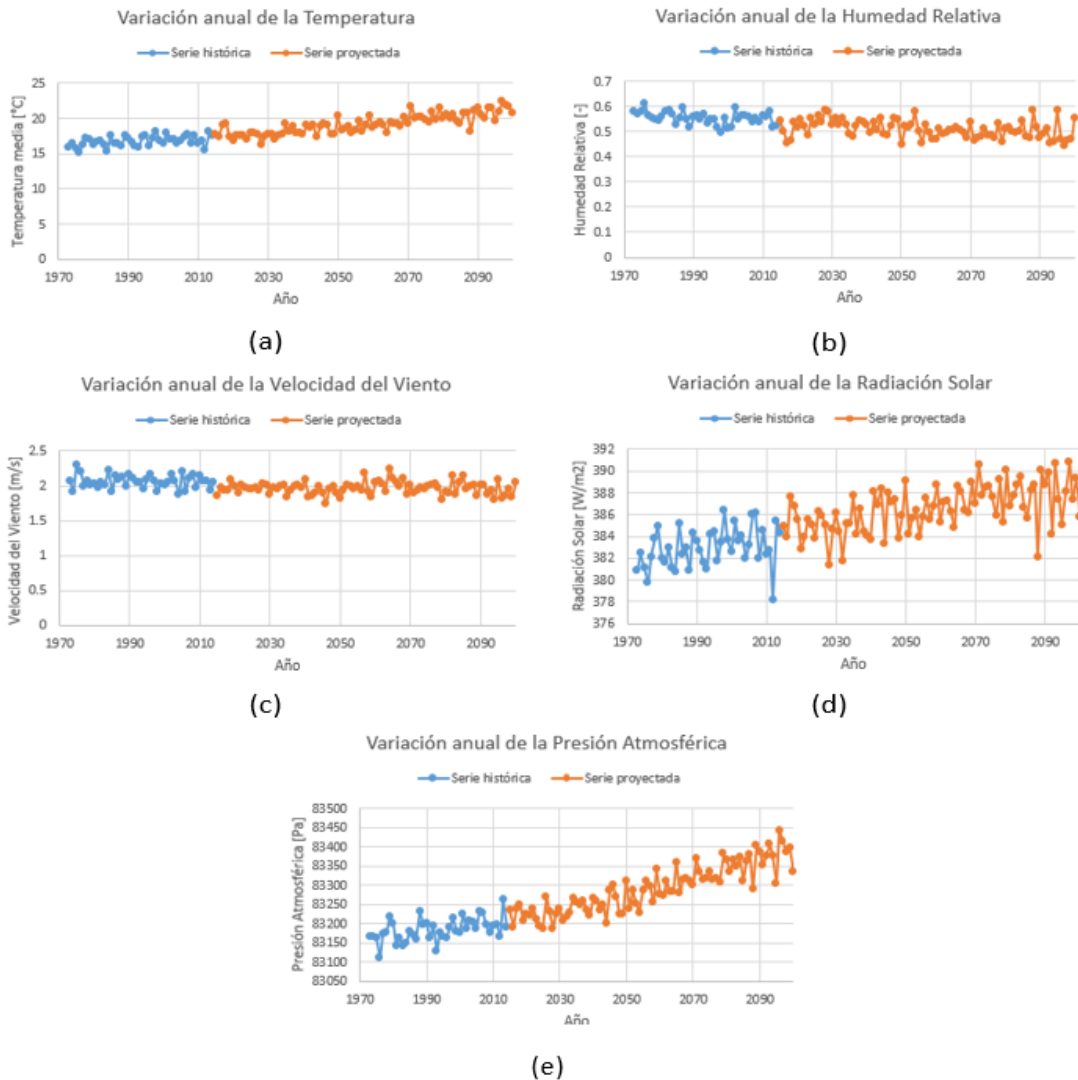 Variación anual de la Temperatura
Serie histórica Serie proyectada
Temperatura media [°C]
25
20
15
10
5
0
1970 1990 2010 2030 2050 2070 2090
Año
(a)
Variación anual de la Humedad Relativa
Serie histórica Serie proyectada
Humedad Relativa [-]
0.7
0.6
0.5
0.4
0.3
0.2
0.1
0
1970 1990 2010 2030 2050 2070 2090
Año
(b)
Variación anual de la Velocidad del Viento
Serie histórica Serie proyectada
Velocidad del Viento [m/s]
2.5
2
1.5
1
0.5
0
1970 1990 2010 2030 2050 2070 2090
Año
(c)
Variación anual de la Radiación Solar
Serie histórica Serie proyectada
Radiación Solar [W/m2]
392
390
388
386
384
382
380
378
376
1970 1990 2010 2030 2050 2070 2090
Año
(d)
Variación anual de la Presión Atmosférica
Serie histórica Serie proyectada
Presión Atmosférica [Pa]
83500
83450
83400
83350
83300
83250
83200
83150
83100
83050
1970 1990 2010 2030 2050 2070 2090
Año
(e)